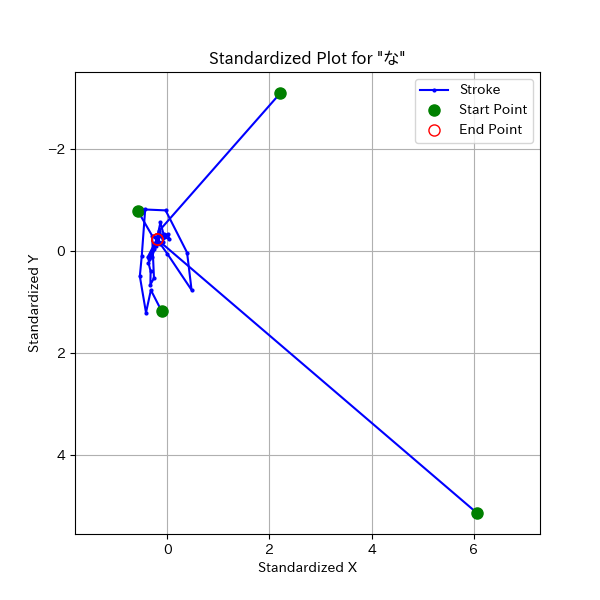 Standardized Plot for "な"
Stroke
Start Point
End Point
Standardized Y
−2
0
2
4
0 2 4 6
Standardized X